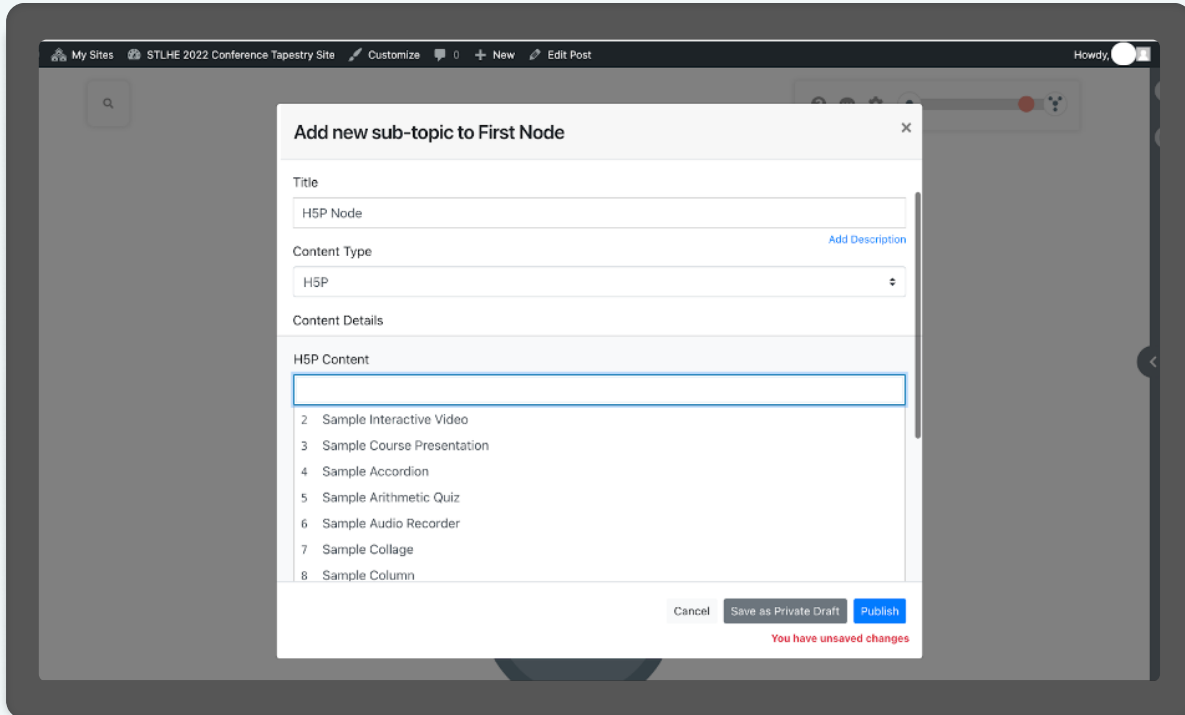 My Sites STLHE 2022 Conference Tapestry Site Customize 0 New Edit Post Howdy,
Add new sub-topic to First Node
Title
H5P Node
Add Description
Content Type
H5P
Content Details
H5P Content
2 Sample Interactive Video
3 Sample Course Presentation
4 Sample Accordion
5 Sample Arithmetic Quiz
6 Sample Audio Recorder
7 Sample Collage
8 Sample Column
Cancel Save as Private Draft Publish
You have unsaved changes